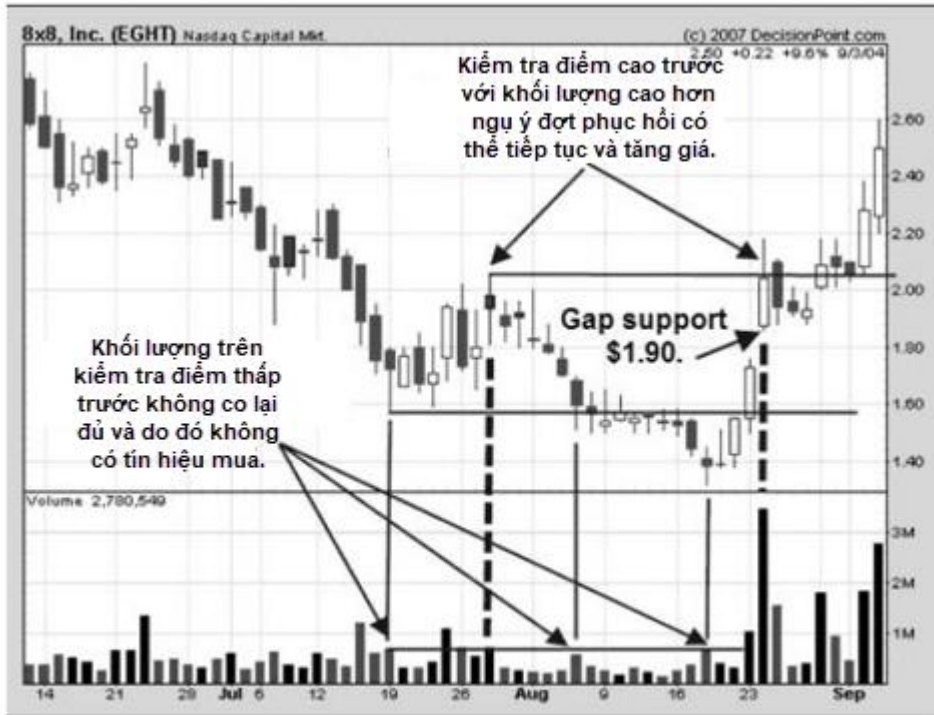 8x8, Inc. (EGHT) Nasdaq Capital Mkt.
(c) 2007 DecisionPoint.com
2.50 +0.22 +9.6% 9/3/04
Kiểm tra điểm cao trước
với khối lượng cao hơn
ngụ ý đợt phục hồi có
thể tiếp tục và tăng giá.
2.60
2.40
2.20
2.00
Gap support
$1.90.
1.80
1.60
1.40
Khối lượng trên
kiểm tra điểm thấp
trước không co lại
đủ và do đó không
có tín hiệu mua.
Volume 2,780,549
3M
2M
1M
14 21 28 Jul 6 12 19 26 Aug 9 16 23 Sep